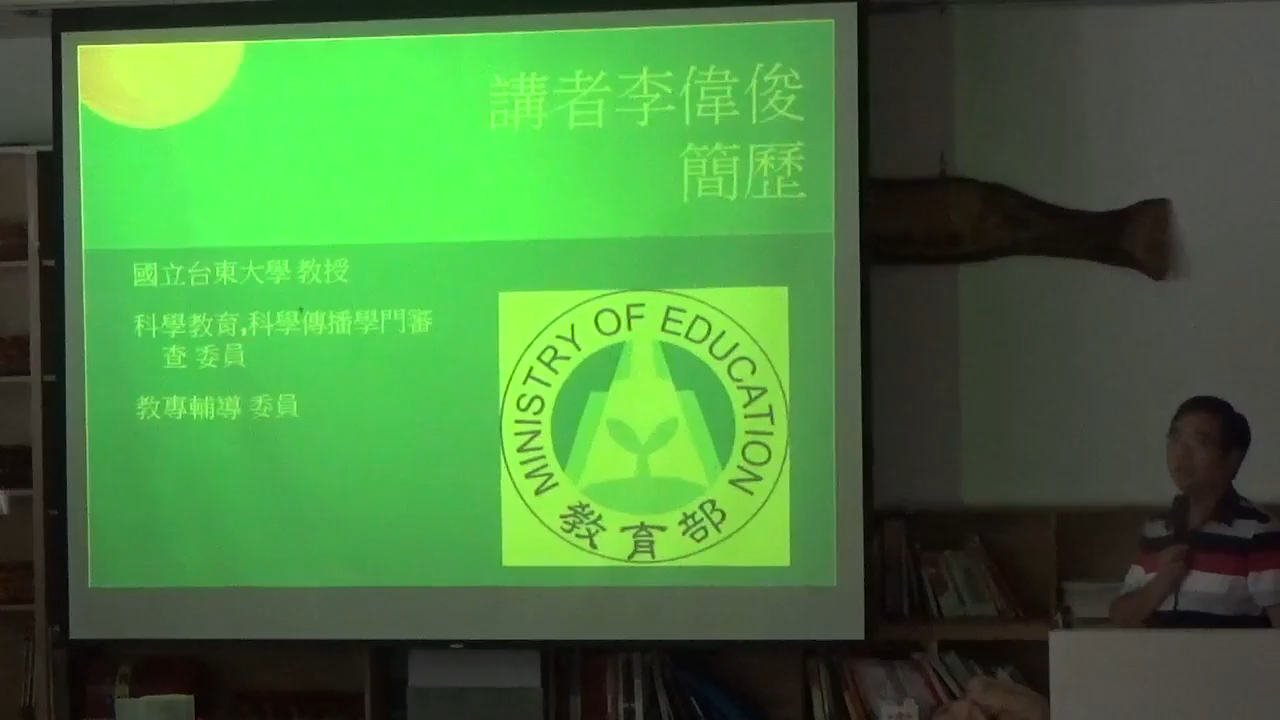 講者李偉俊
簡歷
國立台東大學 教授
科學教育,科學傳播學門審
查 委員
教專輔導 委員
MINISTRY OF EDUCATION
教育部